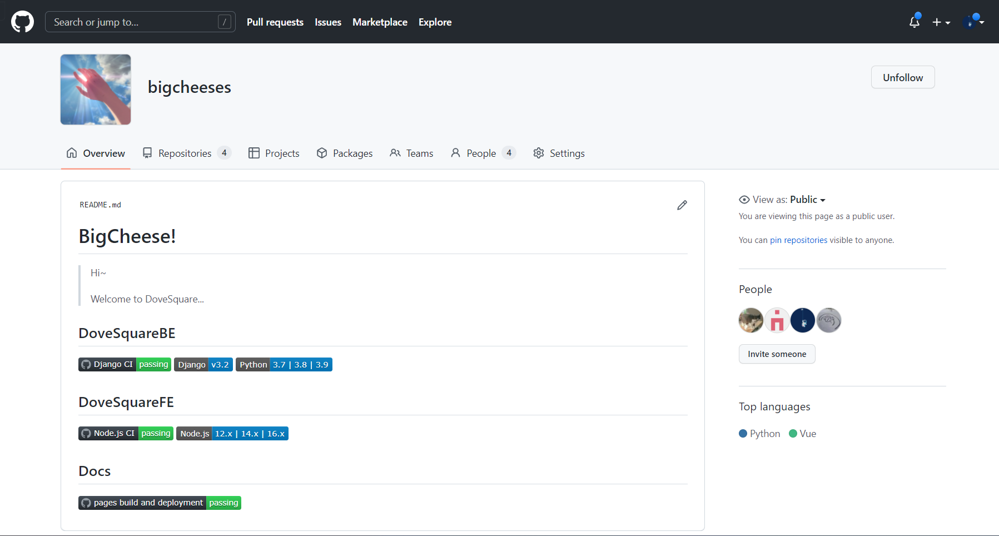 Search or jump to... /
Pull requests Issues Marketplace Explore
bigcheeses
Unfollow
Overview Repositories 4 Projects Packages Teams People 4 Settings
README.md
BigCheese!
Hi~
Welcome to DoveSquare...
DoveSquareBE
Django CI passing Django v3.2 Python 3.7 | 3.8 | 3.9
DoveSquareFE
Node.js CI passing Node.js 12.x | 14.x | 16.x
Docs
pages build and deployment passing
View as: Public
You are viewing this page as a public user.
You can pin repositories visible to anyone.
People
Invite someone
Top languages
Python Vue